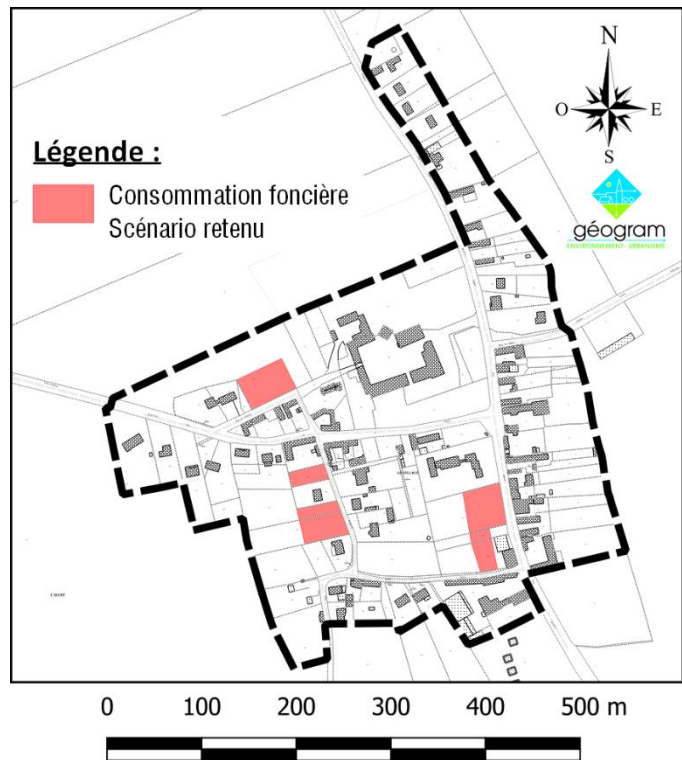 N
O E
S
Légende :
Consommation foncière
Scénario retenu
géogram
ENVIRONNEMENT - URBANISME
0 100 200 300 400 500 m